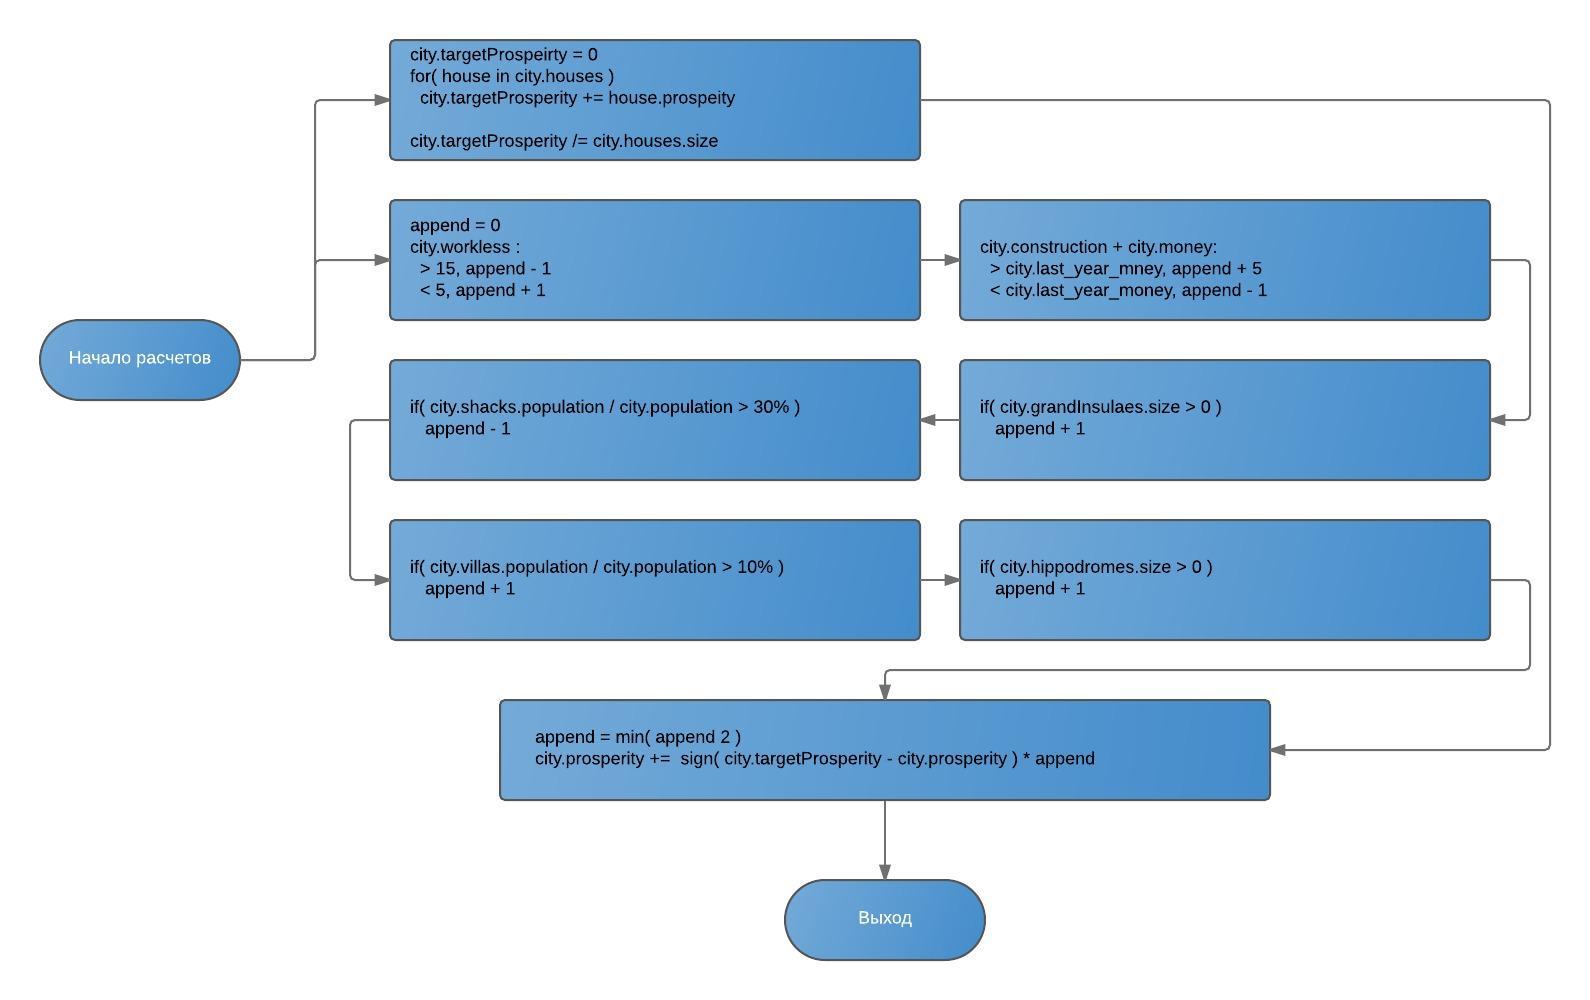 city.targetProspeirty = 0
for( house in city.houses )
city.targetProsperity += house.prospeity
city.targetProsperity /= city.houses.size
append = 0
city.workless :
> 15, append - 1
< 5, append + 1
city.construction + city.money:
> city.last_year_mney, append + 5
< city.last_year_money, append - 1
Начало расчетов
if( city.shacks.population / city.population > 30% )
append - 1
if( city.grandInsulaes.size > 0 )
append + 1
if( city.villas.population / city.population > 10% )
append + 1
if( city.hippodromes.size > 0 )
append + 1
append = min( append 2 )
city.prosperity += sign( city.targetProsperity - city.prosperity ) * append
Выход